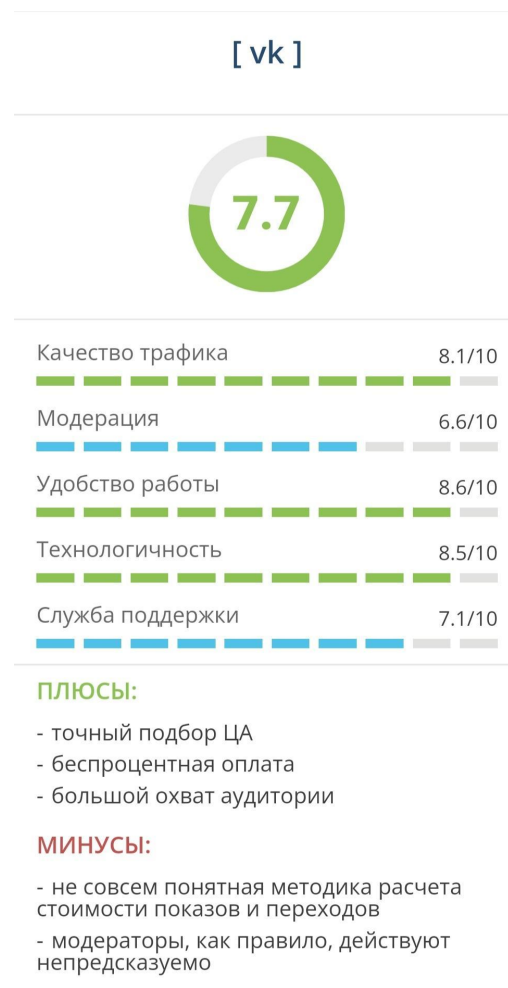 [ vk ]
7.7
Качество трафика 8.1/10
Модерация 6.6/10
Удобство работы 8.6/10
Технологичность 8.5/10
Служба поддержки 7.1/10
ПЛЮСЫ:
- точный подбор ЦА
- беспроцентная оплата
- большой охват аудитории
МИНУСЫ:
- не совсем понятная методика расчета
стоимости показов и переходов
- модераторы, как правило, действуют
непредсказуемо